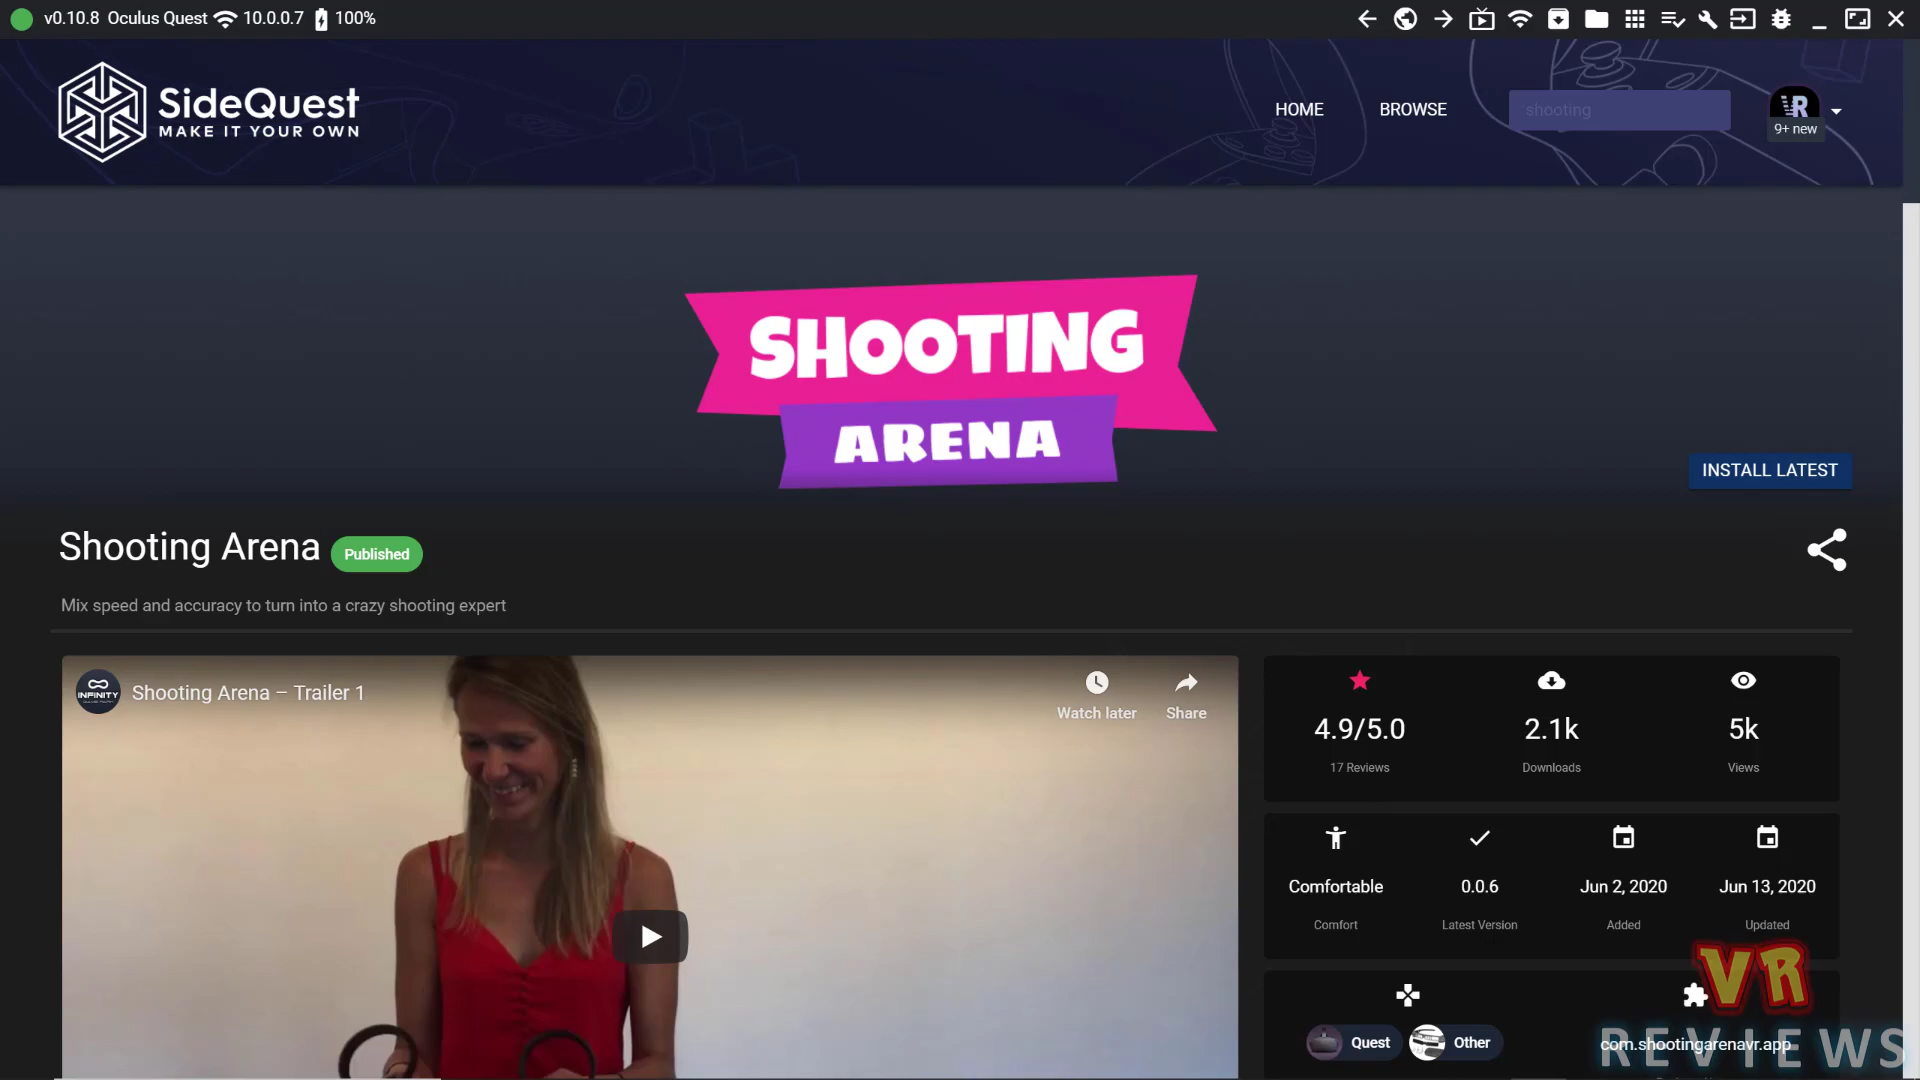 v0.10.8 Oculus Quest 10.0.0.7 100%
SideQuest
MAKE IT YOUR OWN
HOME
BROWSE
shooting
VR
9+ new
SHOOTING
ARENA
INSTALL LATEST
Shooting Arena
Published
Mix speed and accuracy to turn into a crazy shooting expert
INFINITY
Shooting Arena – Trailer 1
Watch later
Share
4.9/5.0
2.1k
5k
17 Reviews
Downloads
Views
Comfortable
0.0.6
Jun 2, 2020
Jun 13, 2020
Comfort
Latest Version
Added
Updated
VR
REVIEWS
Quest
Other
com.shootingarenavr.app